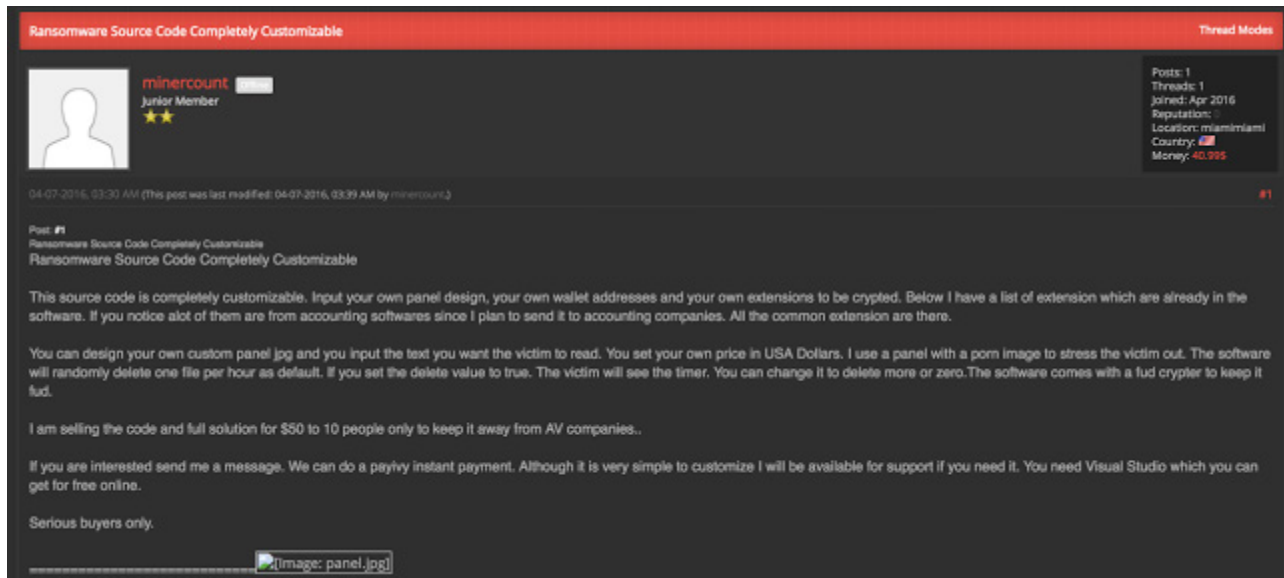 Ransomware Source Code Completely Customizable
Thread Modes
minercount
Junior Member
Posts: 1
Threads: 1
Joined: Apr 2016
Reputation: 0
Location: miamimiami
Country:
Money: 40.99$
04-07-2016, 03:30 AM (This post was last modified: 04-07-2016, 03:39 AM by minercount.)
#1
Post: #1
Ransomware Source Code Completely Customizable
Ransomware Source Code Completely Customizable
This source code is completely customizable. Input your own panel design, your own wallet addresses and your own extensions to be crypted. Below I have a list of extension which are already in the
software. If you notice alot of them are from accounting softwares since I plan to send it to accounting companies. All the common extension are there.
You can design your own custom panel jpg and you input the text you want the victim to read. You set your own price in USA Dollars. I use a panel with a porn image to stress the victim out. The software
will randomly delete one file per hour as default. If you set the delete value to true. The victim will see the timer. You can change it to delete more or zero.The software comes with a fud crypter to keep it
fud.
I am selling the code and full solution for $50 to 10 people only to keep it away from AV companies..
If you are interested send me a message. We can do a payivy instant payment. Although it is very simple to customize I will be available for support if you need it. You need Visual Studio which you can
get for free online.
Serious buyers only.
[Image: panel.jpg]